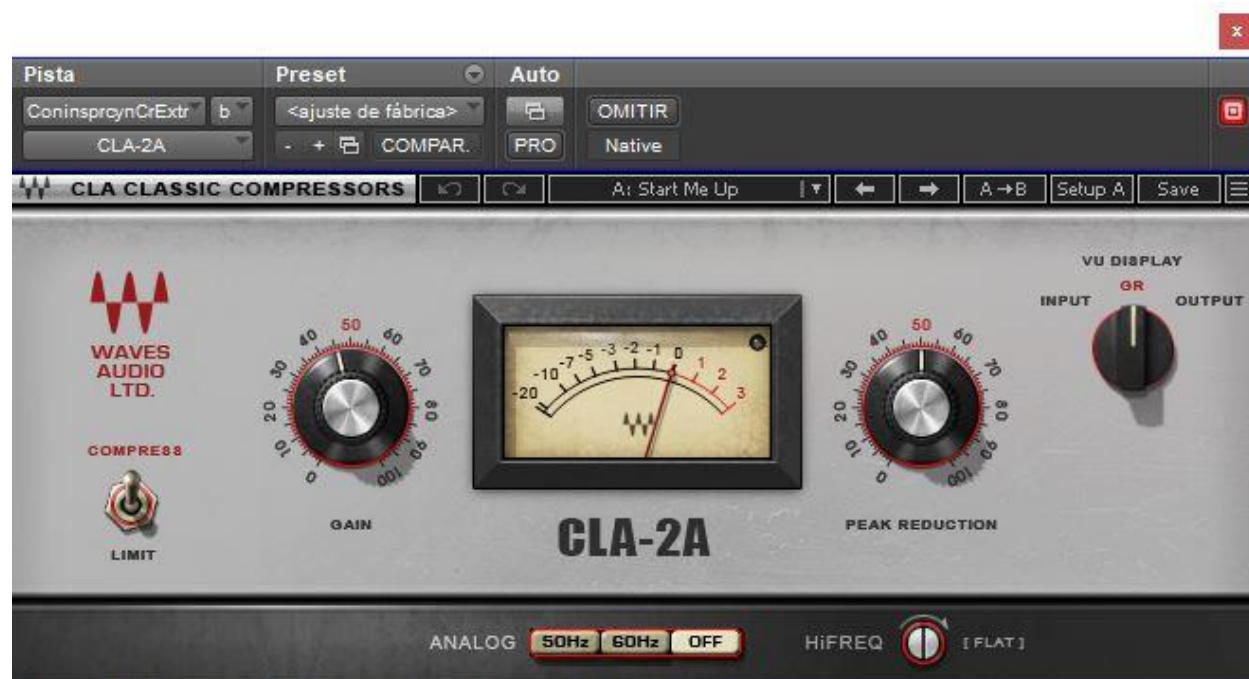 x
Pista Preset Auto
ConinsprcynCrExtr b <ajuste de fábrica> OMITIR
CLA-2A - + COMPAR. PRO Native
CLA CLASSIC COMPRESSORS A: Start Me Up A→B Setup A Save
VU DISPLAY
INPUT GR OUTPUT
WAVES
AUDIO
LTD.
0 10 20 30 40 50 60 70 80 90 100
-20 -10 -7 -5 -3 -2 -1 0 1 2 3
0 10 20 30 40 50 60 70 80 90 100
COMPRESS
LIMIT
GAIN
CLA-2A
PEAK REDUCTION
ANALOG 50Hz 60Hz OFF HiFREQ [ FLAT ]